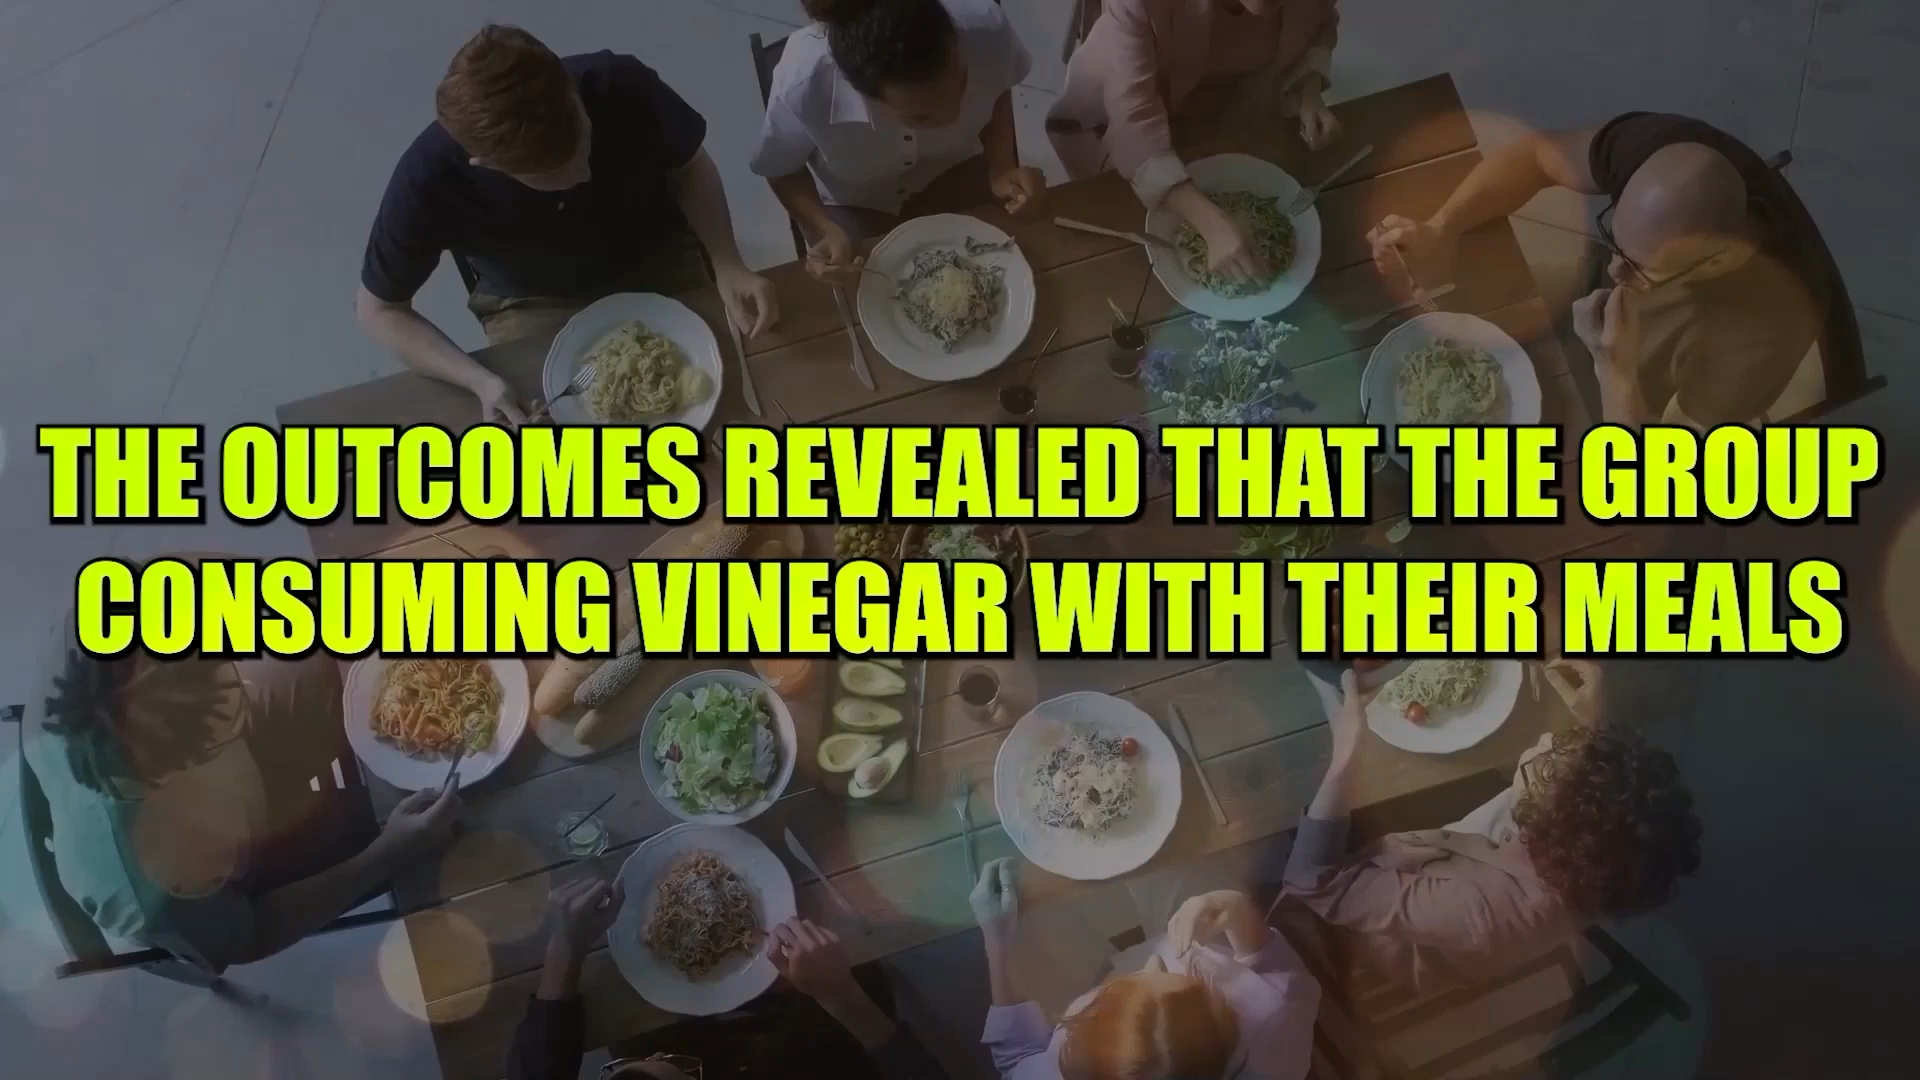 THE OUTCOMES REVEALED THAT THE GROUP
CONSUMING VINEGAR WITH THEIR MEALS